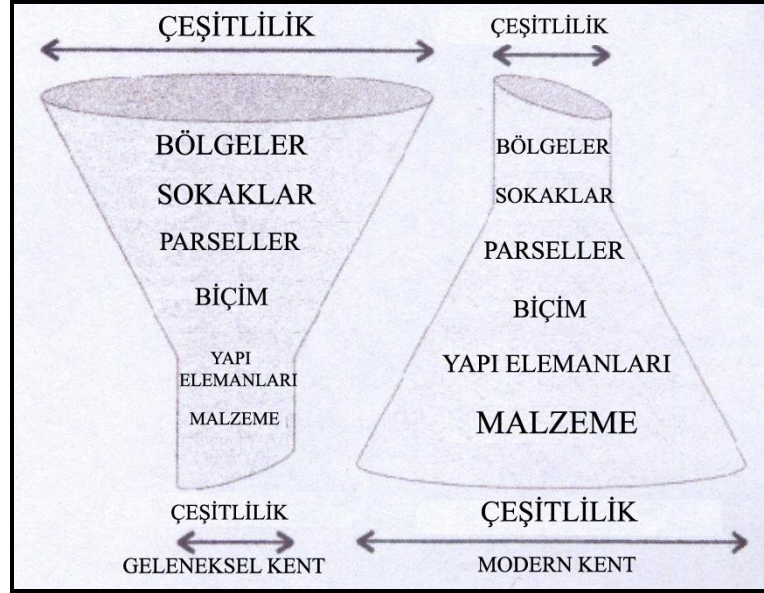 ÇEŞİTLİLİK
BÖLGELER
SOKAKLAR
PARSELLER
BİÇİM
YAPI
ELEMANLARI
MALZEME
ÇEŞİTLİLİK
GELENEKSEL KENT
ÇEŞİTLİLİK
BÖLGELER
SOKAKLAR
PARSELLER
BİÇİM
YAPI ELEMANLARI
MALZEME
ÇEŞİTLİLİK
MODERN KENT